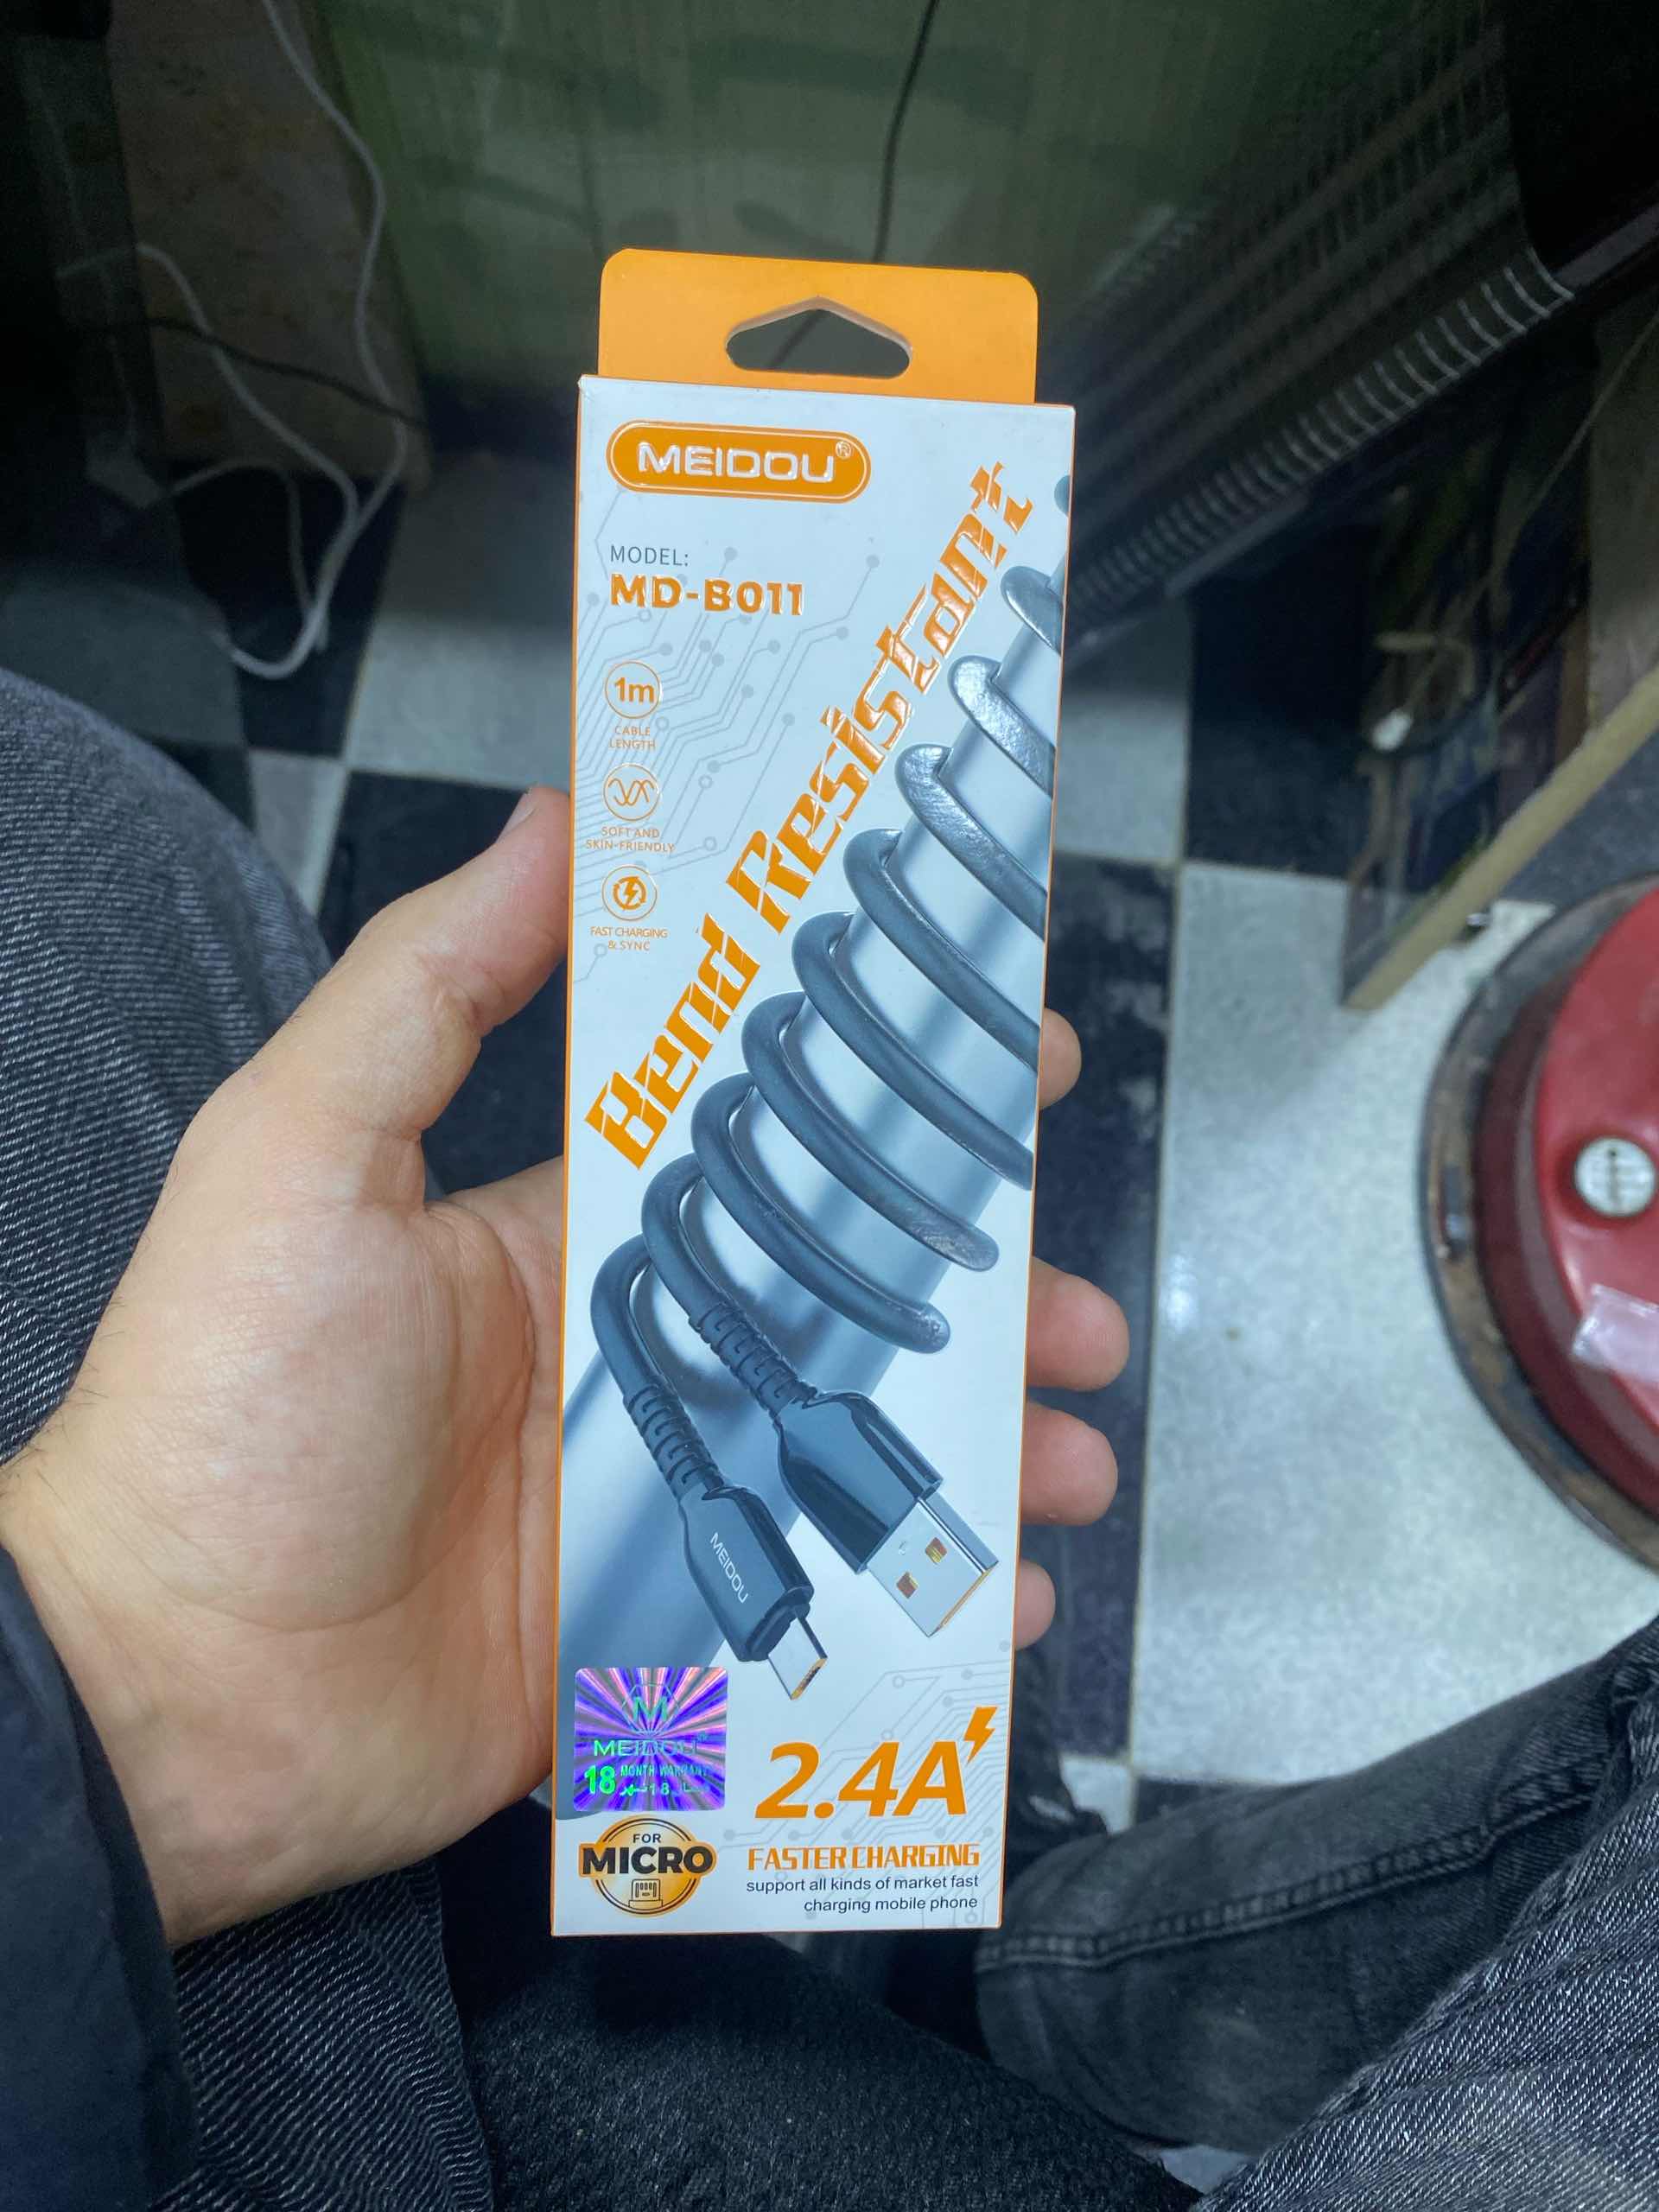 MEIDOU®
MODEL:
MD-B011
1m
CABLE
LENGTH
SOFT AND
SKIN-FRIENDLY
FAST CHARGING
& SYNC
Bend Resistant
MEIDOU
M
MEIDOU
18 MONTH WARRANTY
2.4A
FOR
MICRO
FASTER CHARGING
support all kinds of market fast
charging mobile phone